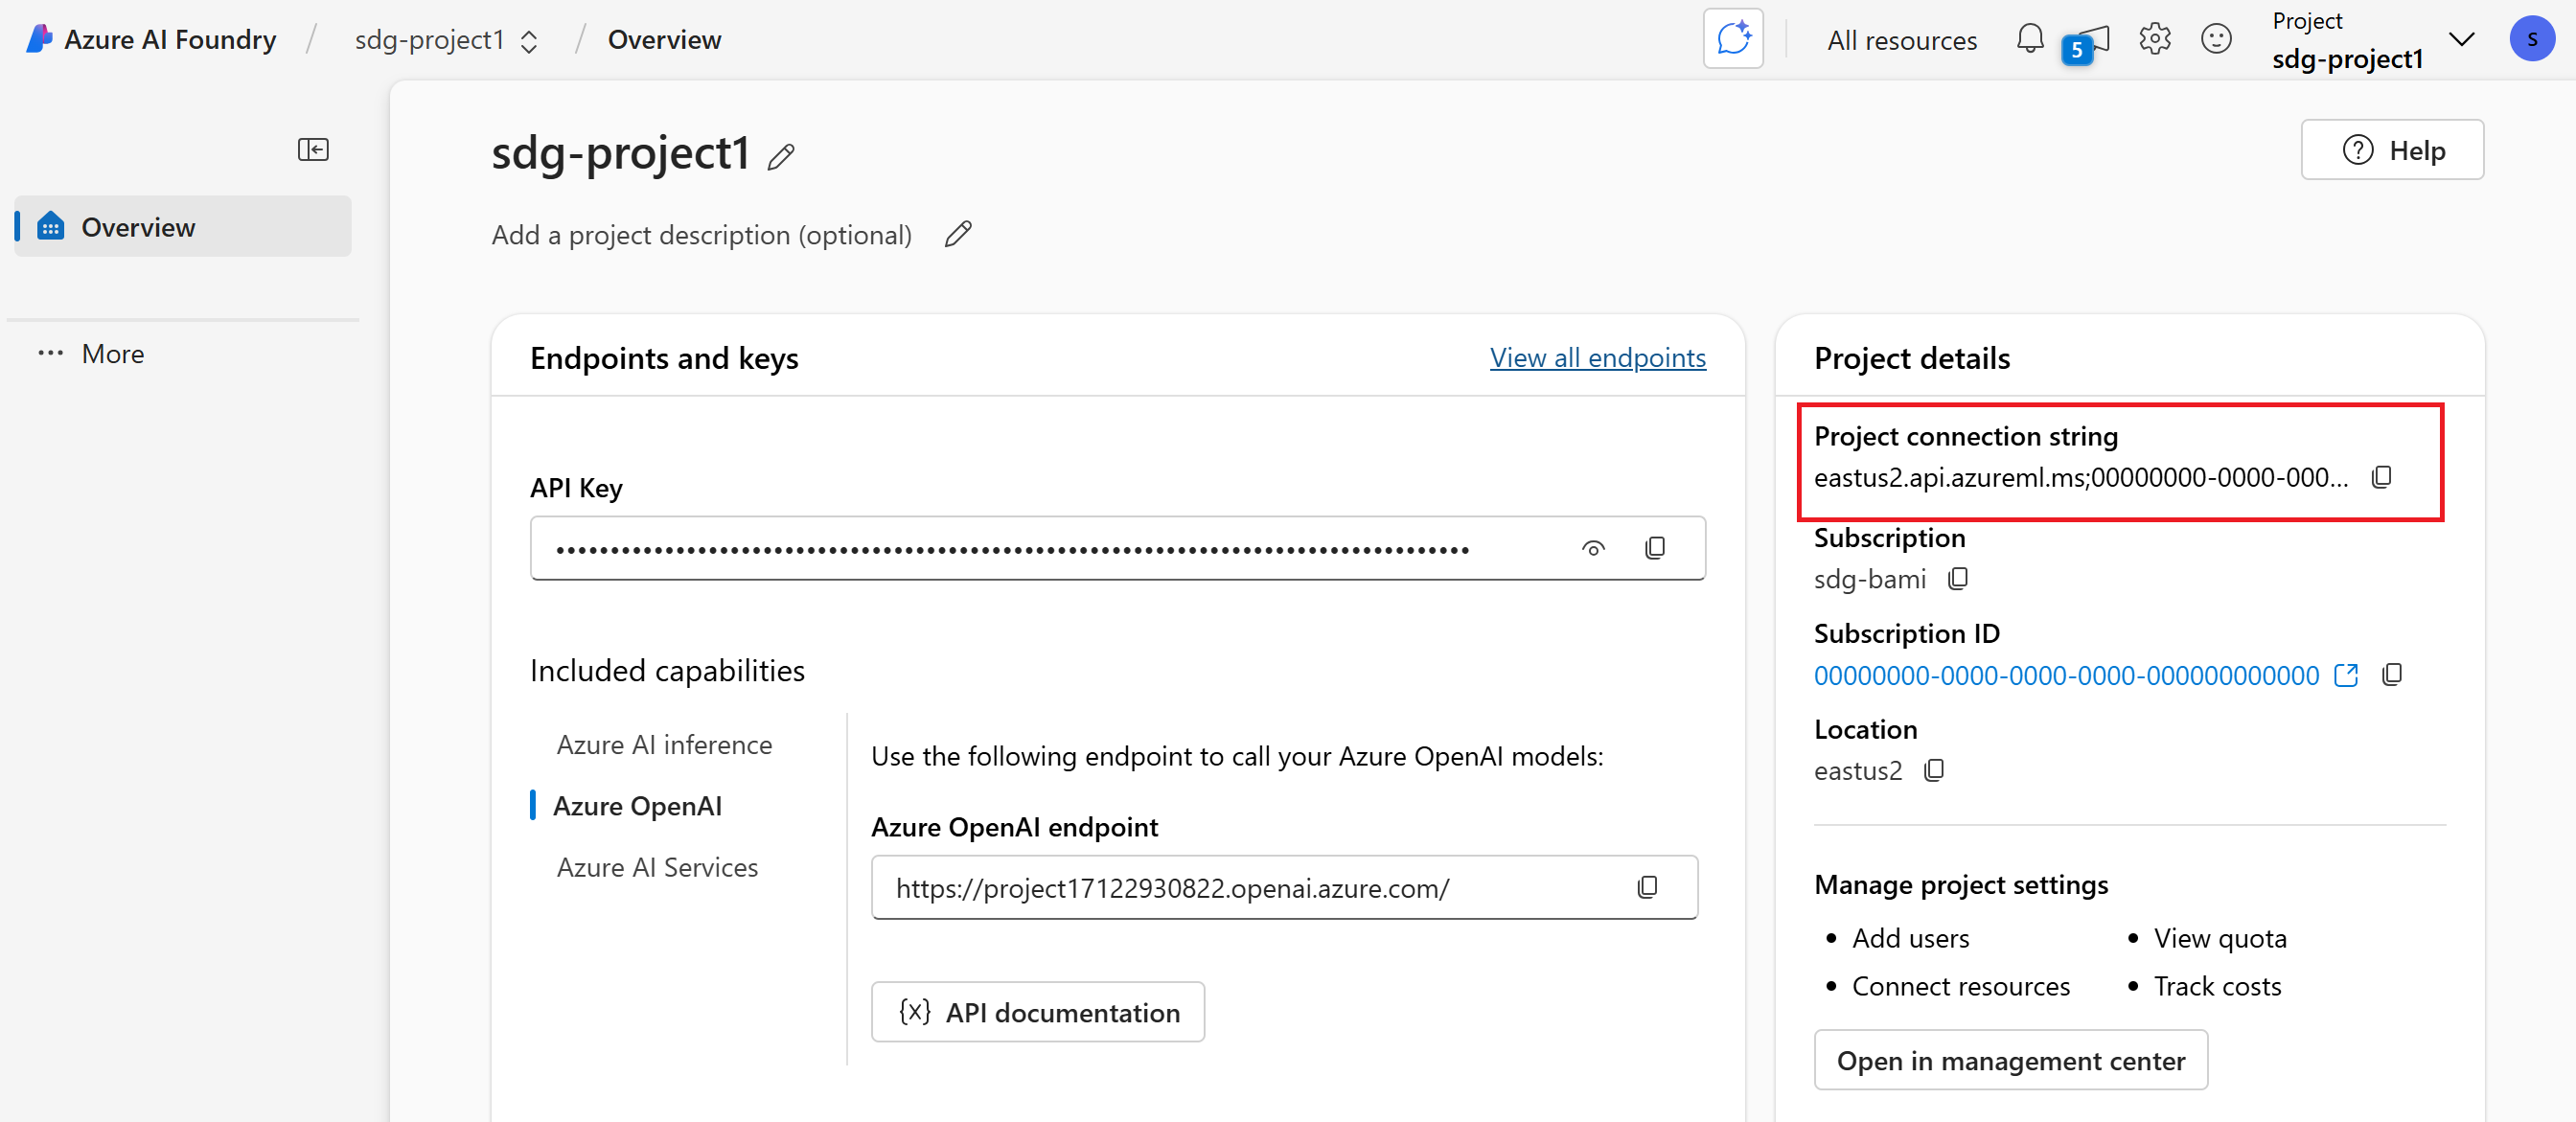 Azure AI Foundry / sdg-project1 / Overview
All resources
5
Project
sdg-project1
S
Overview
More
sdg-project1
Help
Add a project description (optional)
Endpoints and keys
View all endpoints
API Key
••••••••••••••••••••••••••••••••••••••••••••••••••••••••••••••••••••••••••••••••••••
Included capabilities
Azure AI inference
Azure OpenAI
Azure AI Services
Use the following endpoint to call your Azure OpenAI models:
Azure OpenAI endpoint
https://project17122930822.openai.azure.com/
{x} API documentation
Project details
Project connection string
eastus2.api.azureml.ms;00000000-0000-000...
Subscription
sdg-bami
Subscription ID
00000000-0000-0000-0000-000000000000
Location
eastus2
Manage project settings
• Add users
• View quota
• Connect resources
• Track costs
Open in management center